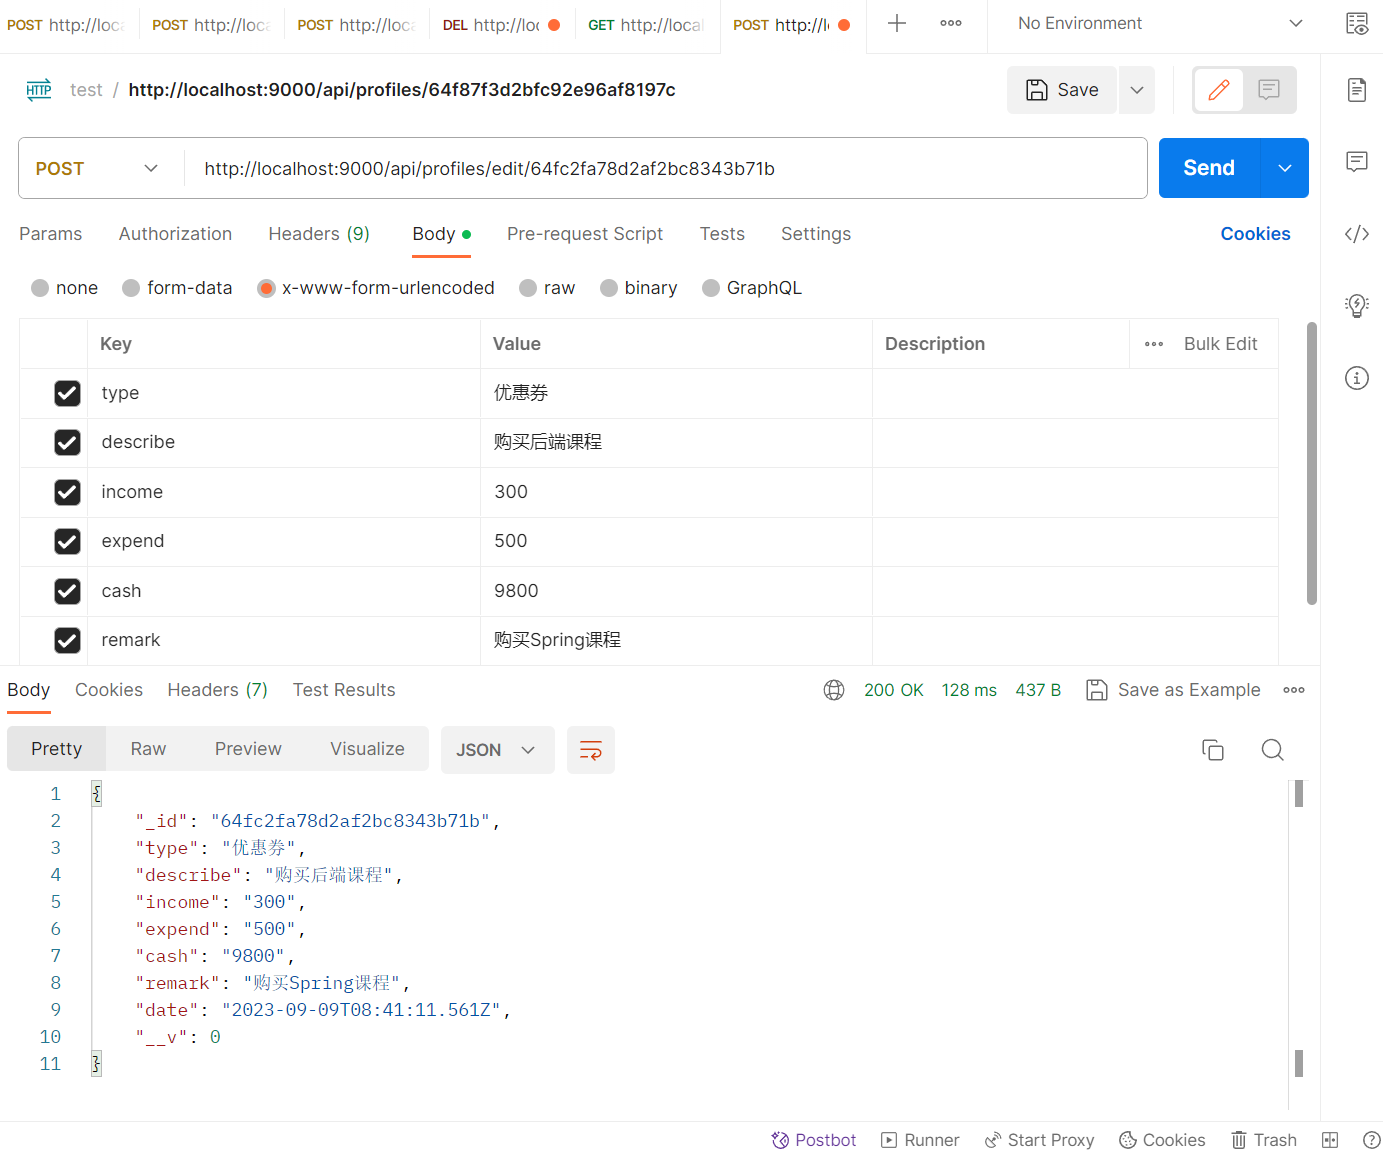 POST http://loca POST http://loca POST http://loca DEL http://loc GET http://local POST http://l No Environment
HTTP test / http://localhost:9000/api/profiles/64f87f3d2bfc92e96af8197c Save
POST http://localhost:9000/api/profiles/edit/64fc2fa78d2af2bc8343b71b Send
Params Authorization Headers (9) Body Pre-request Script Tests Settings Cookies
none form-data x-www-form-urlencoded raw binary GraphQL
Key Value Description Bulk Edit
type 优惠券
describe 购买后端课程
income 300
expend 500
cash 9800
remark 购买Spring课程
Body Cookies Headers (7) Test Results 200 OK 128 ms 437 B Save as Example
Pretty Raw Preview Visualize JSON
1 {
2 "_id": "64fc2fa78d2af2bc8343b71b",
3 "type": "优惠券",
4 "describe": "购买后端课程",
5 "income": "300",
6 "expend": "500",
7 "cash": "9800",
8 "remark": "购买Spring课程",
9 "date": "2023-09-09T08:41:11.561Z",
10 "__v": 0
11 }
Postbot Runner Start Proxy Cookies Trash